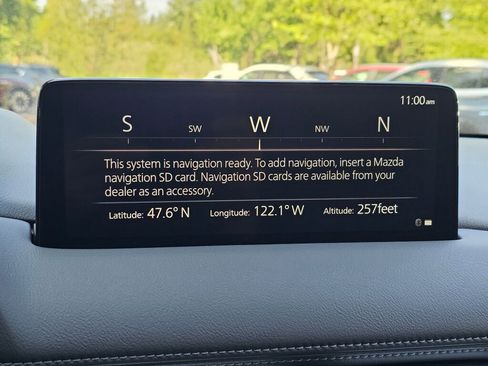 11:00am
S SW W NW N
This system is navigation ready. To add navigation, insert a Mazda
navigation SD card. Navigation SD cards are available from your
dealer as an accessory.
Latitude: 47.6° N Longitude: 122.1° W Altitude: 257feet